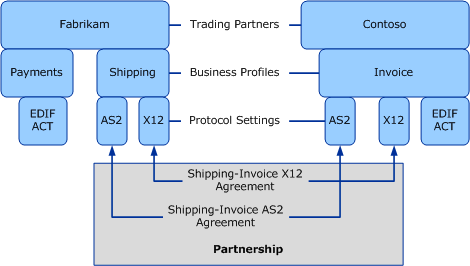 Fabrikam Trading Partners Contoso
Payments Shipping Business Profiles Invoice
EDIF
ACT
AS2 X12 Protocol Settings AS2 X12
EDIF
ACT
Shipping-Invoice X12
Agreement
Shipping-Invoice AS2
Agreement
Partnership